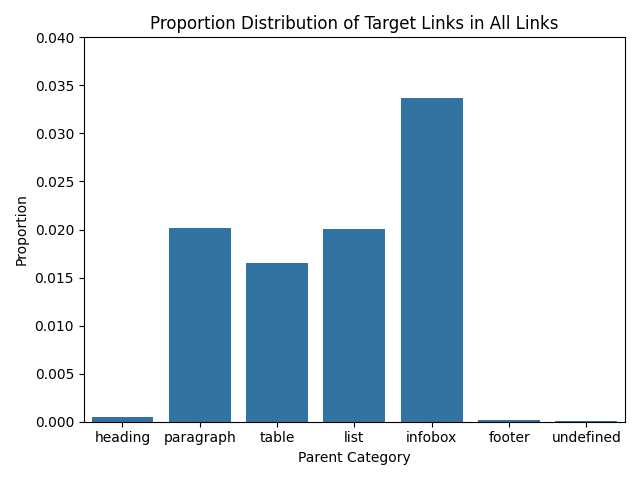 Proportion Distribution of Target Links in All Links
0.040
0.035
0.030
0.025
0.020
0.015
0.010
0.005
0.000
Proportion
heading paragraph table list infobox footer undefined
Parent Category